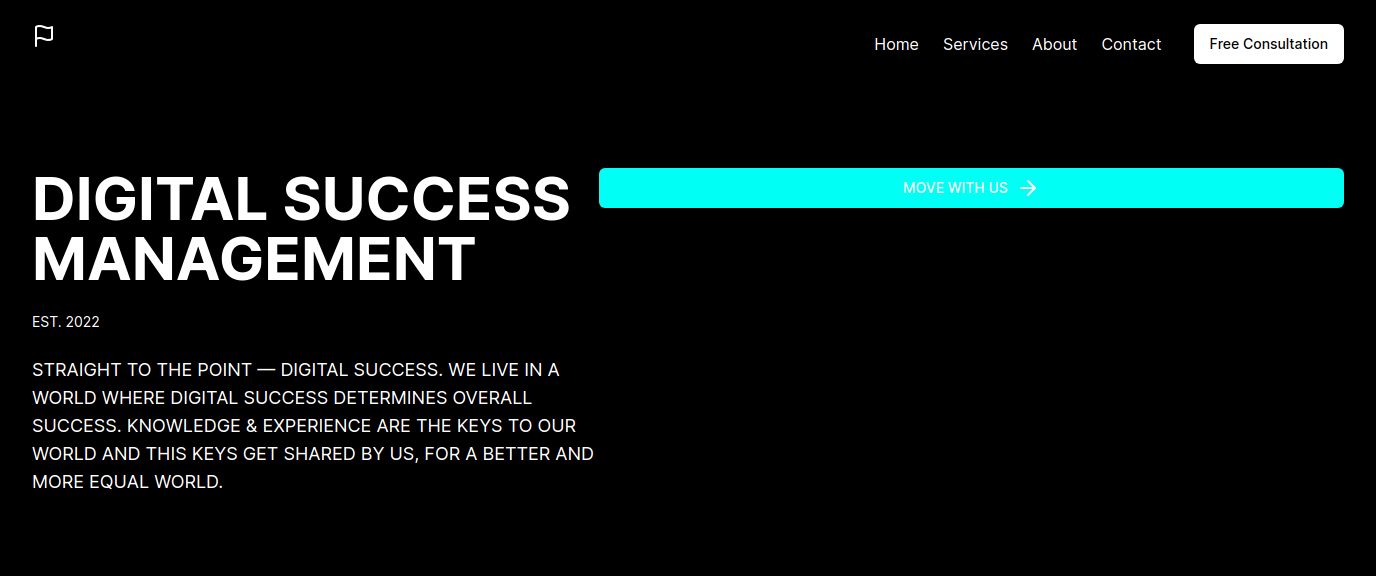 Home Services About Contact Free Consultation
DIGITAL SUCCESS
MANAGEMENT
MOVE WITH US
EST. 2022
STRAIGHT TO THE POINT — DIGITAL SUCCESS. WE LIVE IN A
WORLD WHERE DIGITAL SUCCESS DETERMINES OVERALL
SUCCESS. KNOWLEDGE & EXPERIENCE ARE THE KEYS TO OUR
WORLD AND THIS KEYS GET SHARED BY US, FOR A BETTER AND
MORE EQUAL WORLD.